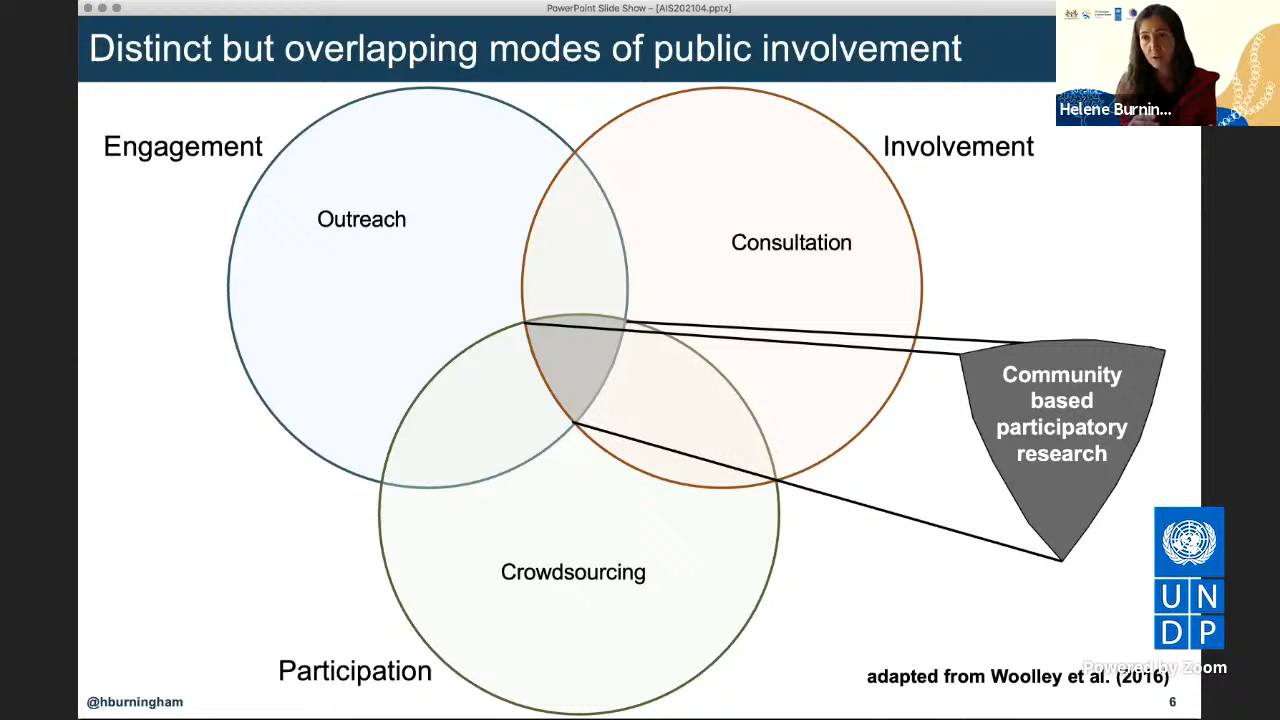 PowerPoint Slide Show – [AIS202104.pptx]
Distinct but overlapping modes of public involvement
Helene Burnin...
Engagement
Involvement
Outreach
Consultation
Community
based
participatory
research
Crowdsourcing
U N
D P
Participation
Powered by Zoom
adapted from Woolley et al. (2016)
@hburningham
6